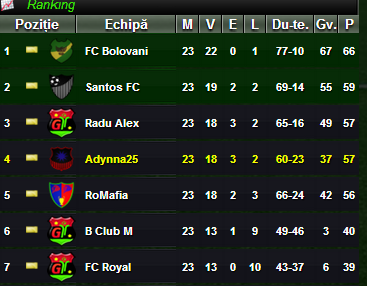 Ranking
Poziție Echipă M V E L Du-te. Gv. P
1 FC Bolovani 23 22 0 1 77-10 67 66
2 Santos FC 23 19 2 2 69-14 55 59
3 Radu Alex 23 18 3 2 65-16 49 57
4 Adynna25 23 18 3 2 60-23 37 57
5 RoMafia 23 18 2 3 66-24 42 56
6 B Club M 23 13 1 9 49-46 3 40
7 FC Royal 23 13 0 10 43-37 6 39